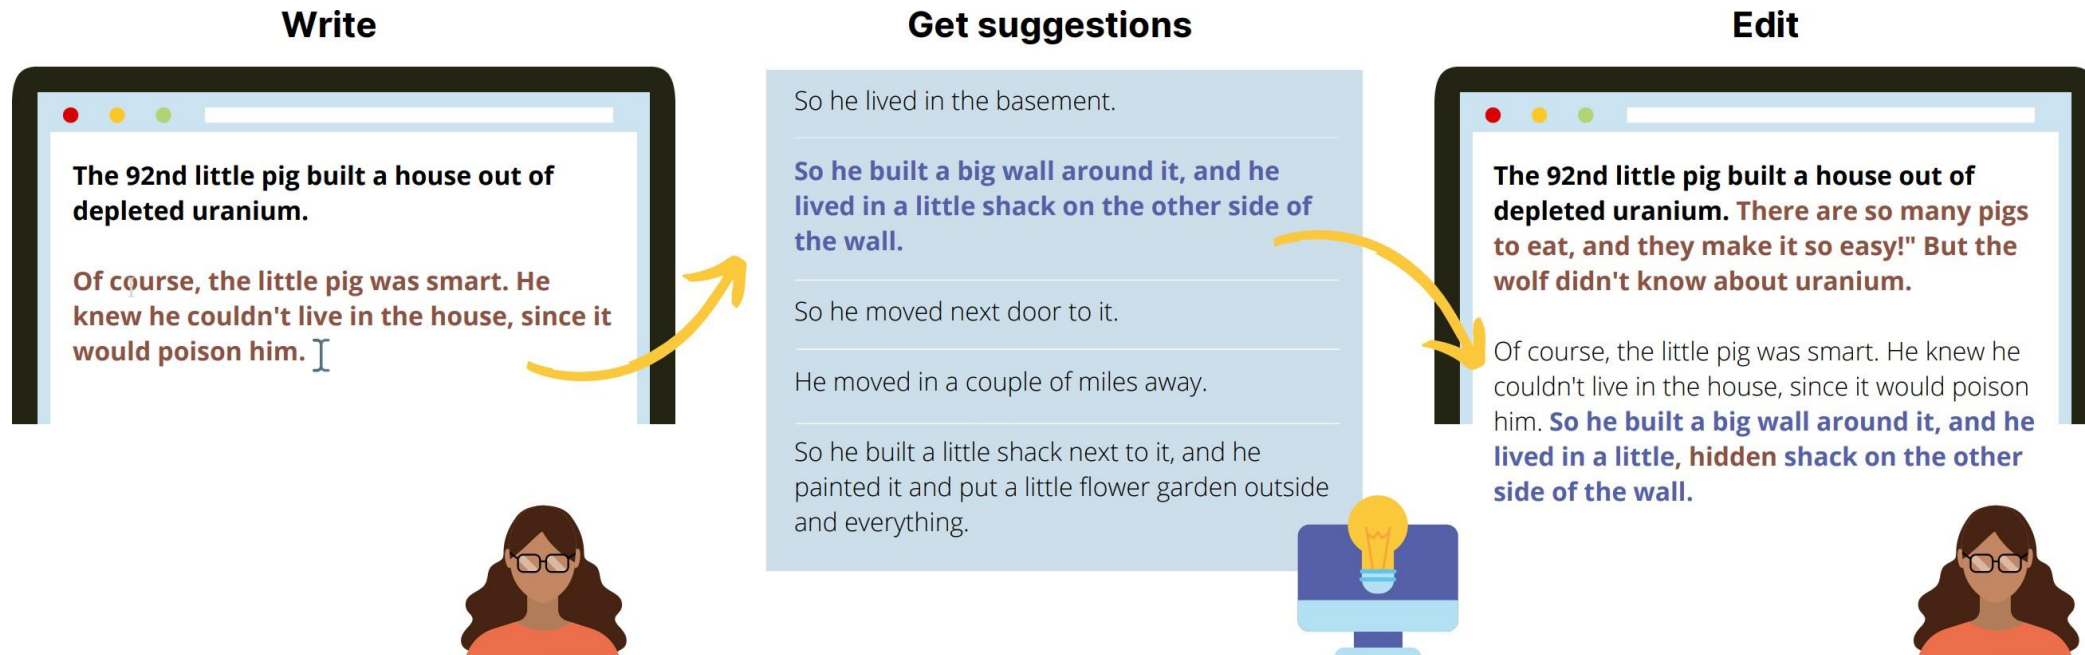 Write
The 92nd little pig built a house out of
depleted uranium.
Of course, the little pig was smart. He
knew he couldn't live in the house, since it
would poison him.
Get suggestions
So he lived in the basement.
So he built a big wall around it, and he
lived in a little shack on the other side of
the wall.
So he moved next door to it.
He moved in a couple of miles away.
So he built a little shack next to it, and he
painted it and put a little flower garden outside
and everything.
Edit
The 92nd little pig built a house out of
depleted uranium. There are so many pigs
to eat, and they make it so easy!" But the
wolf didn't know about uranium.
Of course, the little pig was smart. He knew he
couldn't live in the house, since it would poison
him. So he built a big wall around it, and he
lived in a little, hidden shack on the other
side of the wall.